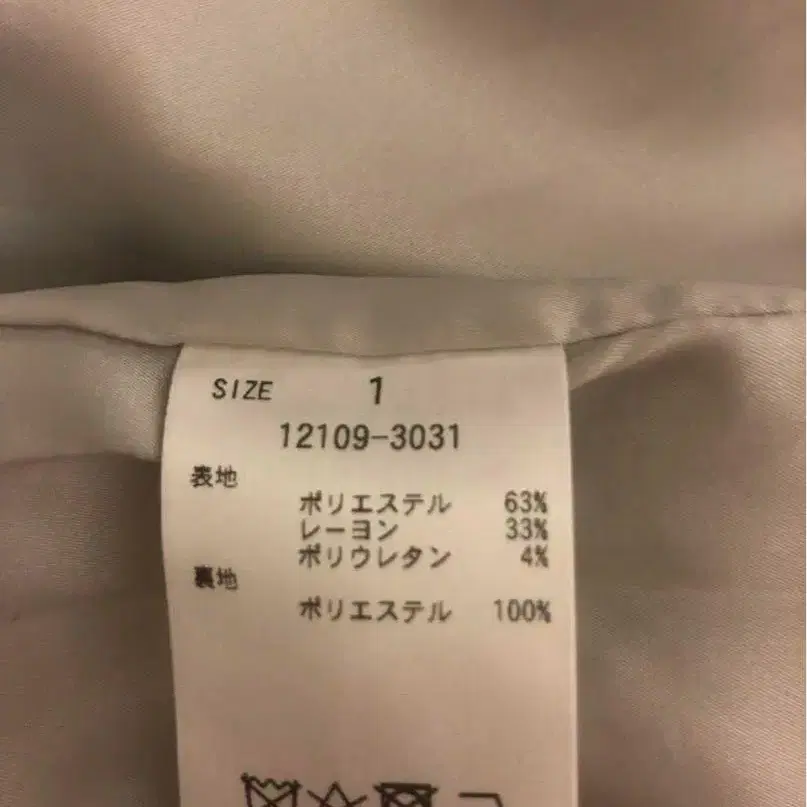 SIZE 1
12109-3031
表地
ポリエステル 63%
レーヨン 33%
ポリウレタン 4%
裏地
ポリエステル 100%